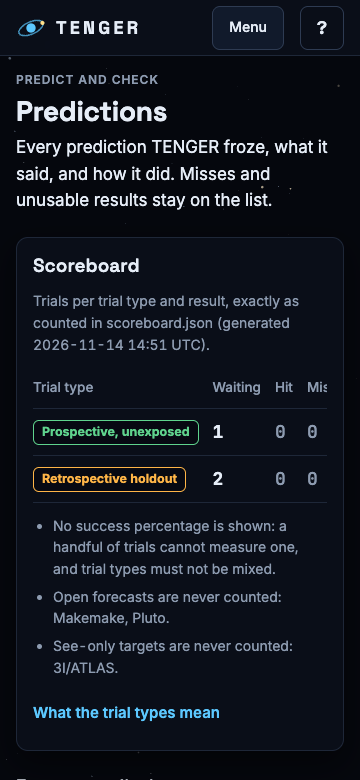 TENGER
Menu
?
PREDICT AND CHECK
Predictions
Every prediction TENGER froze, what it
said, and how it did. Misses and
unusable results stay on the list.
Scoreboard
Trials per trial type and result, exactly as
counted in scoreboard.json (generated
2026-11-14 14:51 UTC).
Trial type Waiting Hit Mis
Prospective, unexposed 1 0 0
Retrospective holdout 2 0 0
• No success percentage is shown: a
handful of trials cannot measure one,
and trial types must not be mixed.
• Open forecasts are never counted:
Makemake, Pluto.
• See-only targets are never counted:
3I/ATLAS.
What the trial types mean